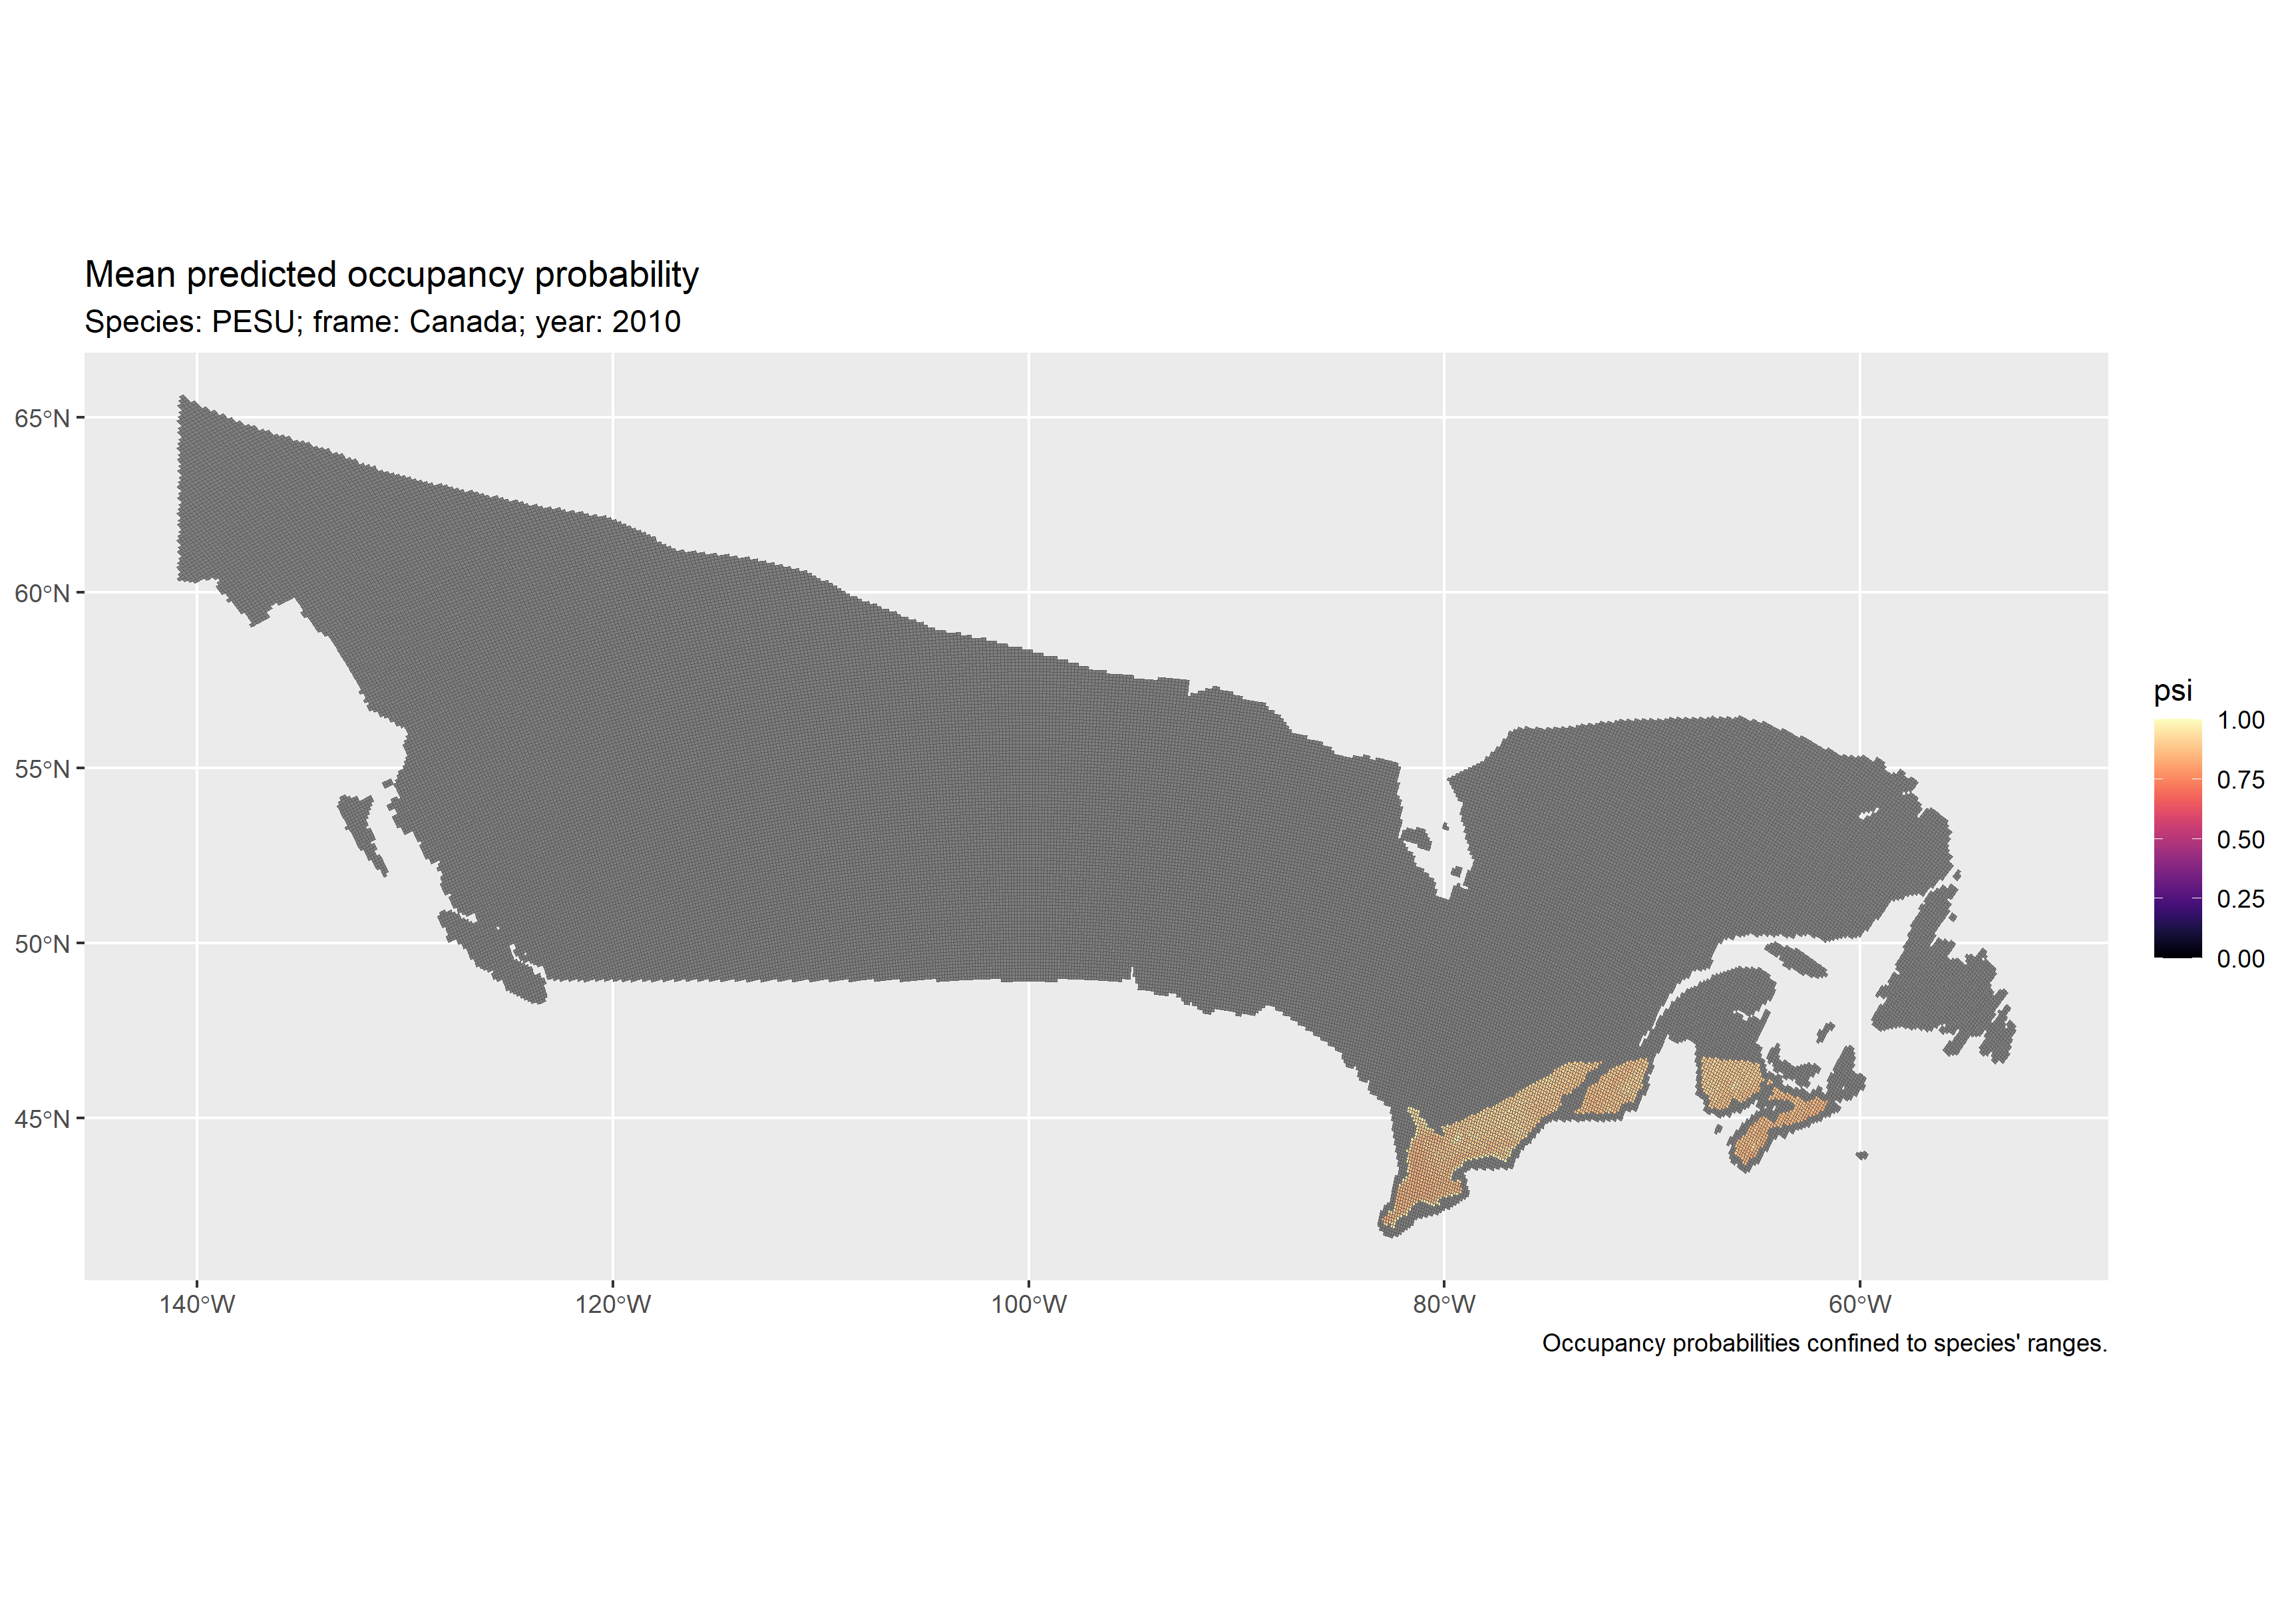 Mean predicted occupancy probability
Species: PESU; frame: Canada; year: 2010
65°N
60°N
55°N
50°N
45°N
140°W
120°W
100°W
80°W
60°W
psi
1.00
0.75
0.50
0.25
0.00
Occupancy probabilities confined to species' ranges.